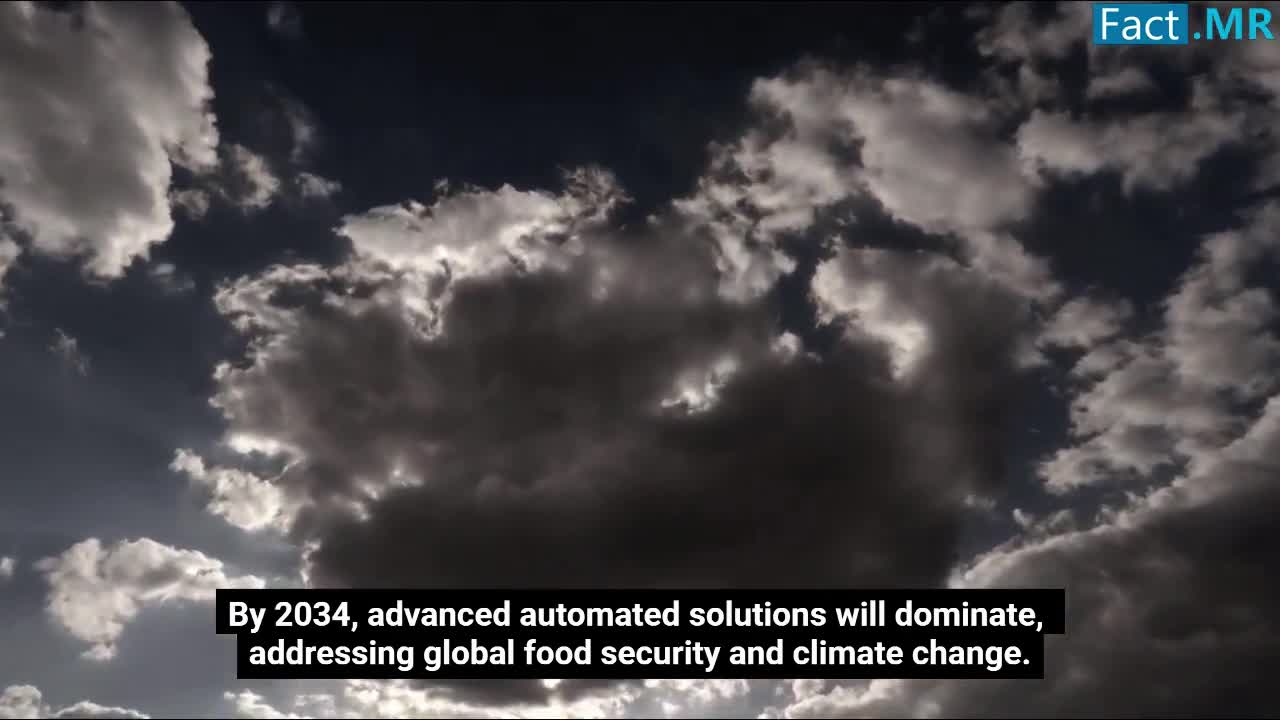 Fact.MR
By 2034, advanced automated solutions will dominate,
addressing global food security and climate change.